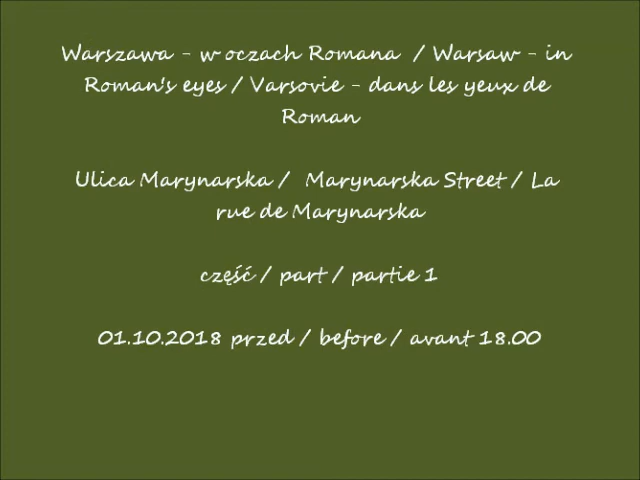 Warszawa - w oczach Romana / Warsaw - in
Roman's eyes / Varsovie - dans les yeux de
Roman
Ulica Marynarska / Marynarska Street / La
rue de Marynarska
część / part / partie 1
01.10.2018 przed / before / avant 18.00